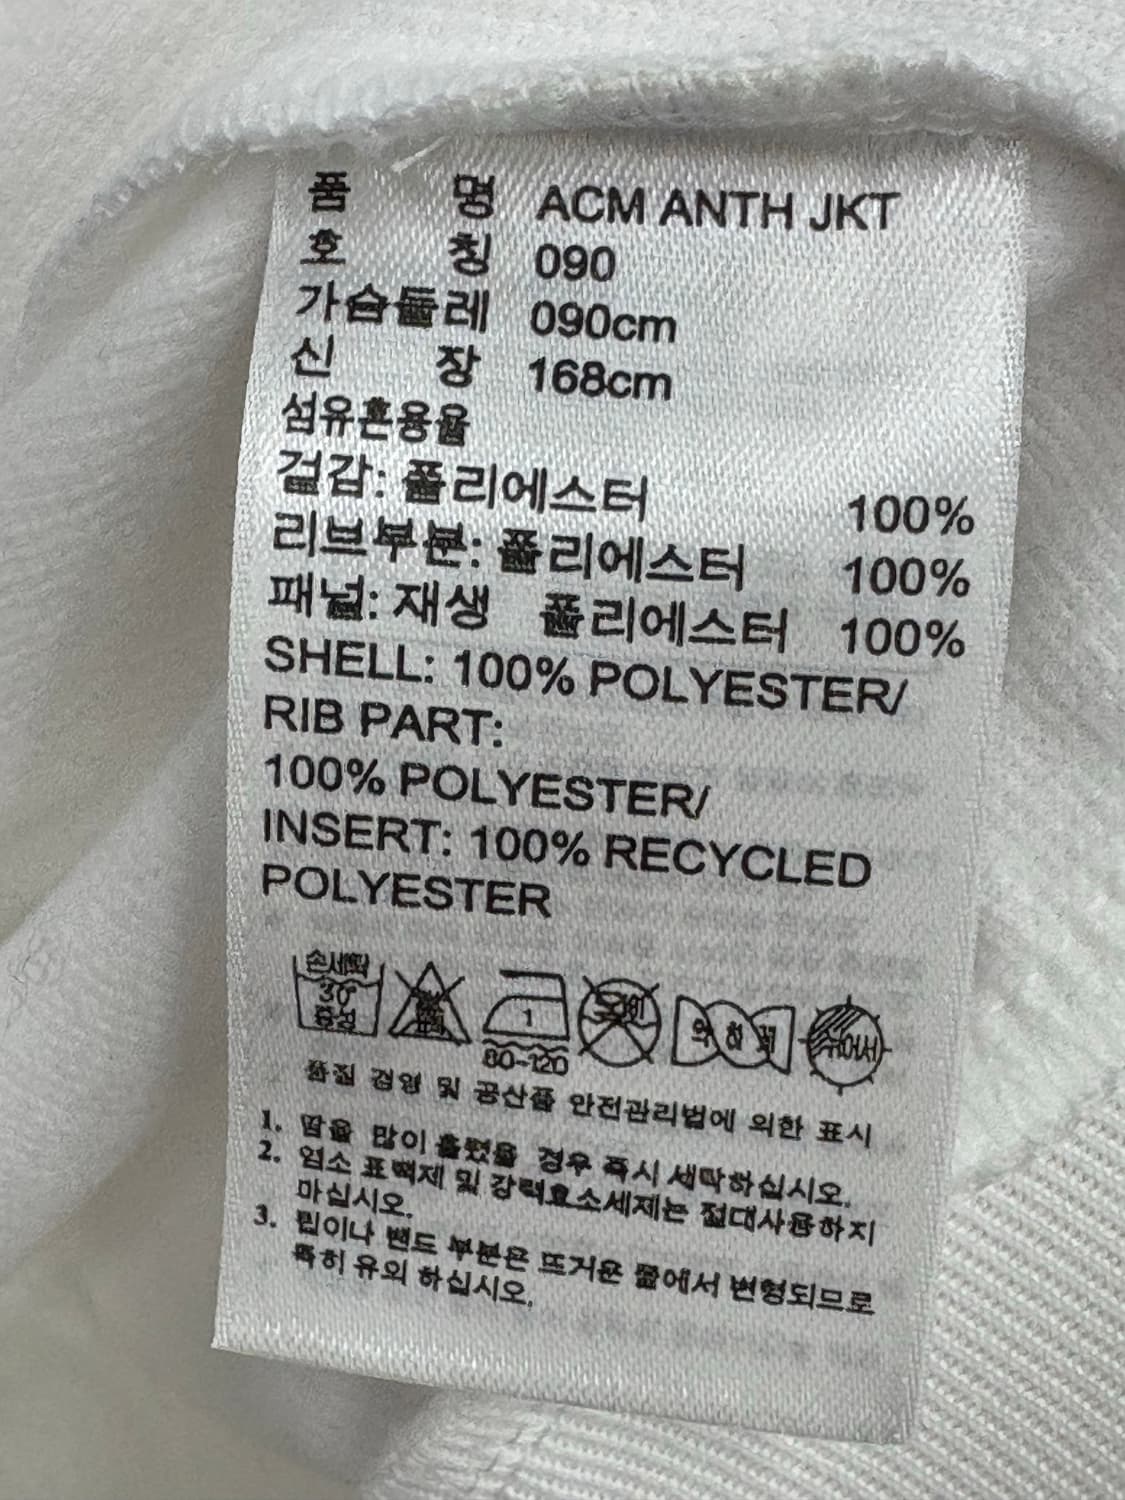 품 명 ACM ANTH JKT
호 칭 090
가슴둘레 090cm
신 장 168cm
섬유혼용율
겉감: 폴리에스터 100%
리브부분: 폴리에스터 100%
패널: 재생 폴리에스터 100%
SHELL: 100% POLYESTER/
RIB PART:
100% POLYESTER/
INSERT: 100% RECYCLED
POLYESTER
손세탁
30°
중성
1
80-120
약하게
뉘어서
품질 경영 및 공산품 안전관리법에 의한 표시
1. 땀을 많이 흘렸을 경우 즉시 세탁하십시오.
2. 염소 표백제 및 강력효소세제는 절대사용하지
마십시오.
3. 립이나 밴드 부분은 뜨거운 물에서 변형되므로
특히 유의 하십시오.